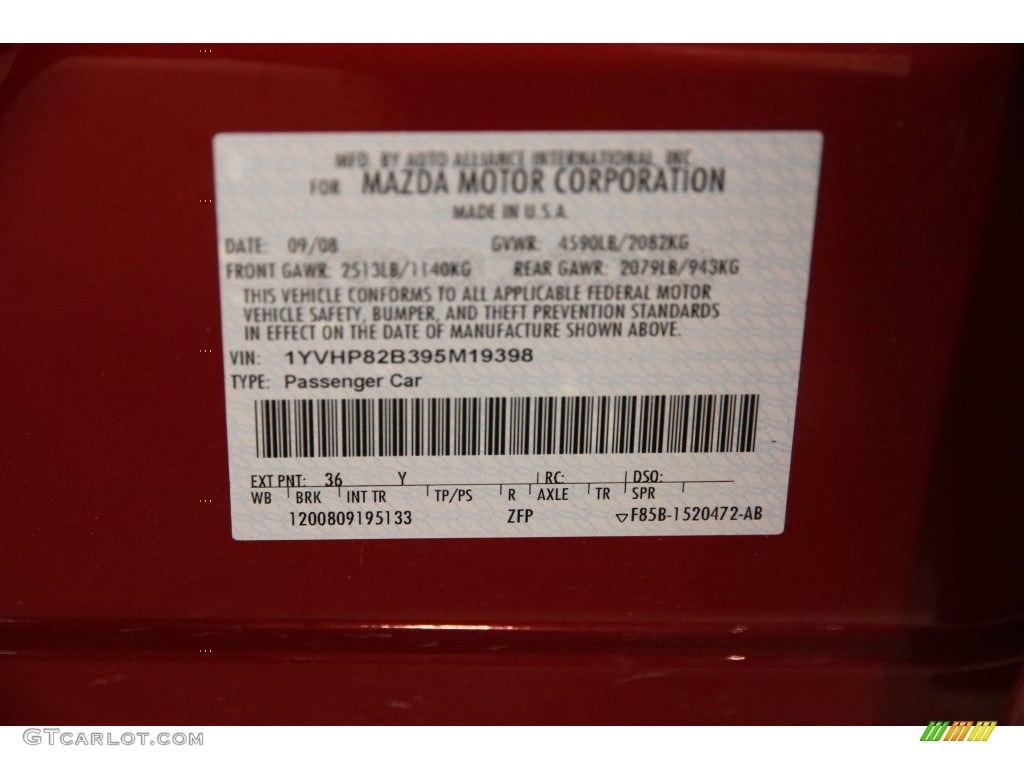 MFD. BY AUTO ALLIANCE INTERNATIONAL, INC.
FOR MAZDA MOTOR CORPORATION
MADE IN U.S.A.
DATE: 09/08 GVWR: 4590LB/2082KG
FRONT GAWR: 2513LB/1140KG REAR GAWR: 2079LB/943KG
THIS VEHICLE CONFORMS TO ALL APPLICABLE FEDERAL MOTOR
VEHICLE SAFETY, BUMPER, AND THEFT PREVENTION STANDARDS
IN EFFECT ON THE DATE OF MANUFACTURE SHOWN ABOVE.
VIN: 1YVHP82B395M19398
TYPE: Passenger Car
EXT PNT: 36 Y RC: DSO:
WB BRK INT TR TP/PS R AXLE TR SPR
1200809195133 ZFP ▽F85B-1520472-AB
GTCARLOT.COM